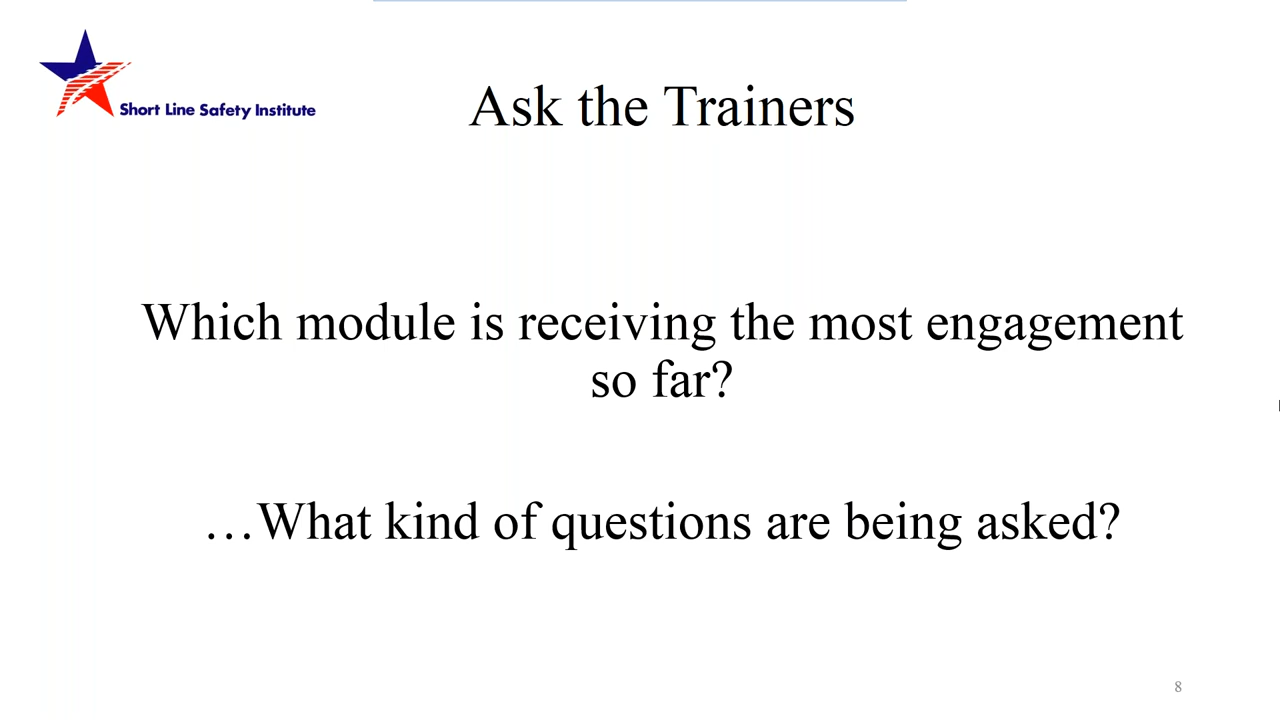 Short Line Safety Institute
Ask the Trainers
Which module is receiving the most engagement
so far?
…What kind of questions are being asked?
8